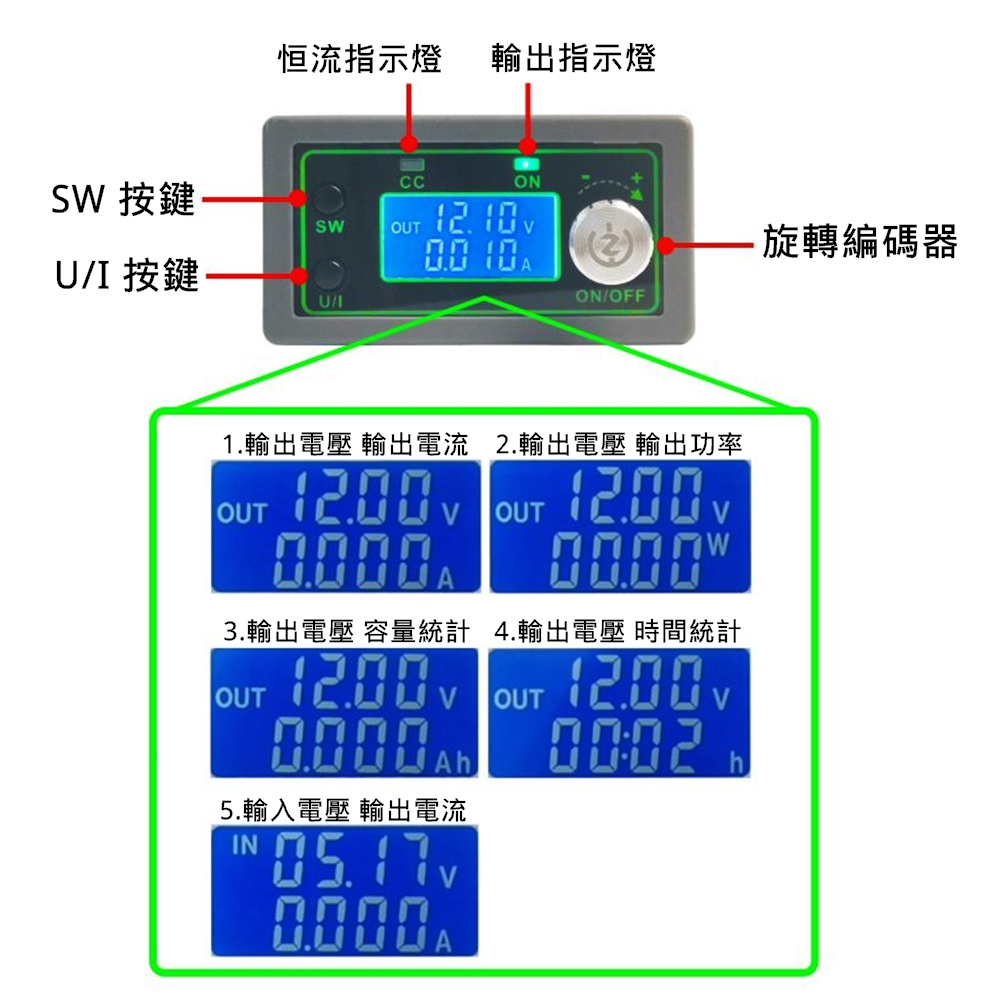 恒流指示燈 輸出指示燈
SW 按鍵
U/I 按鍵
旋轉編碼器
CC
ON
- +
SW
OUT 12.10 V
0.010 A
U/I
ON/OFF
1.輸出電壓 輸出電流
OUT 12.00 V
0.000 A
2.輸出電壓 輸出功率
OUT 12.00 V
00.00 W
3.輸出電壓 容量統計
OUT 12.00 V
0.000 Ah
4.輸出電壓 時間統計
OUT 12.00 V
00:02 h
5.輸入電壓 輸出電流
IN 05.17 V
0.000 A